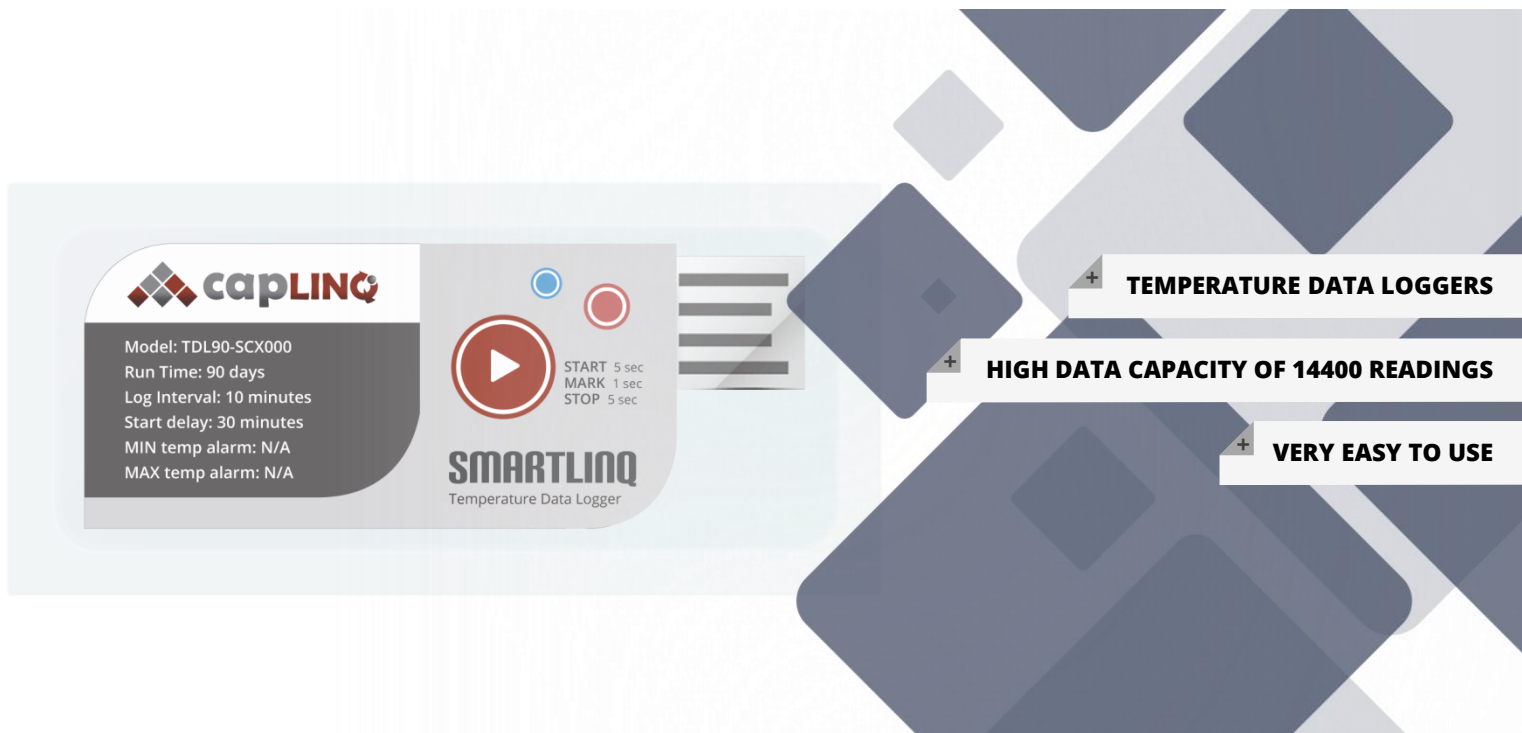 capLINQ
Model: TDL90-SCX000
Run Time: 90 days
Log Interval: 10 minutes
Start delay: 30 minutes
MIN temp alarm: N/A
MAX temp alarm: N/A
START 5 sec
MARK 1 sec
STOP 5 sec
SMARTLINQ
Temperature Data Logger
+ TEMPERATURE DATA LOGGERS
+ HIGH DATA CAPACITY OF 14400 READINGS
+ VERY EASY TO USE